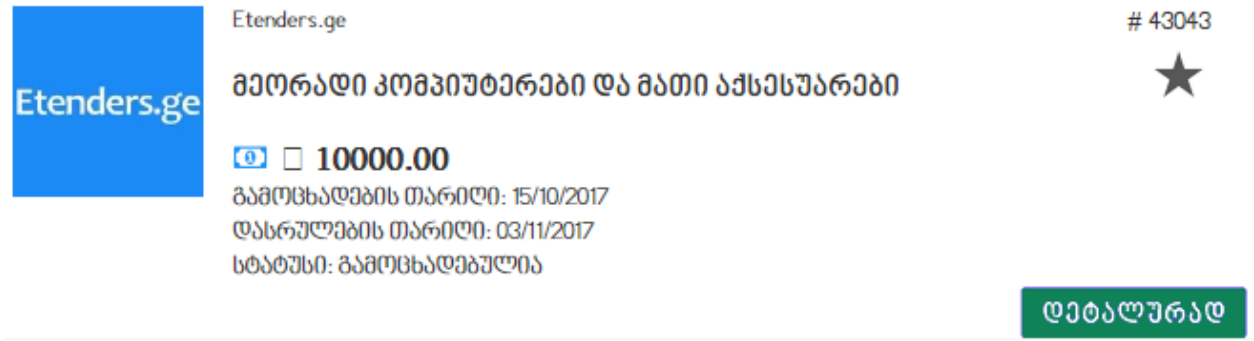 Etenders.ge
# 43043
Etenders.ge
მეორადი კომპიუტერები და მათი აქსესუარები
10000.00
გამოცხადების თარიღი: 15/10/2017
დასრულების თარიღი: 03/11/2017
სტატუსი: გამოცხადებულია
დეტალურად